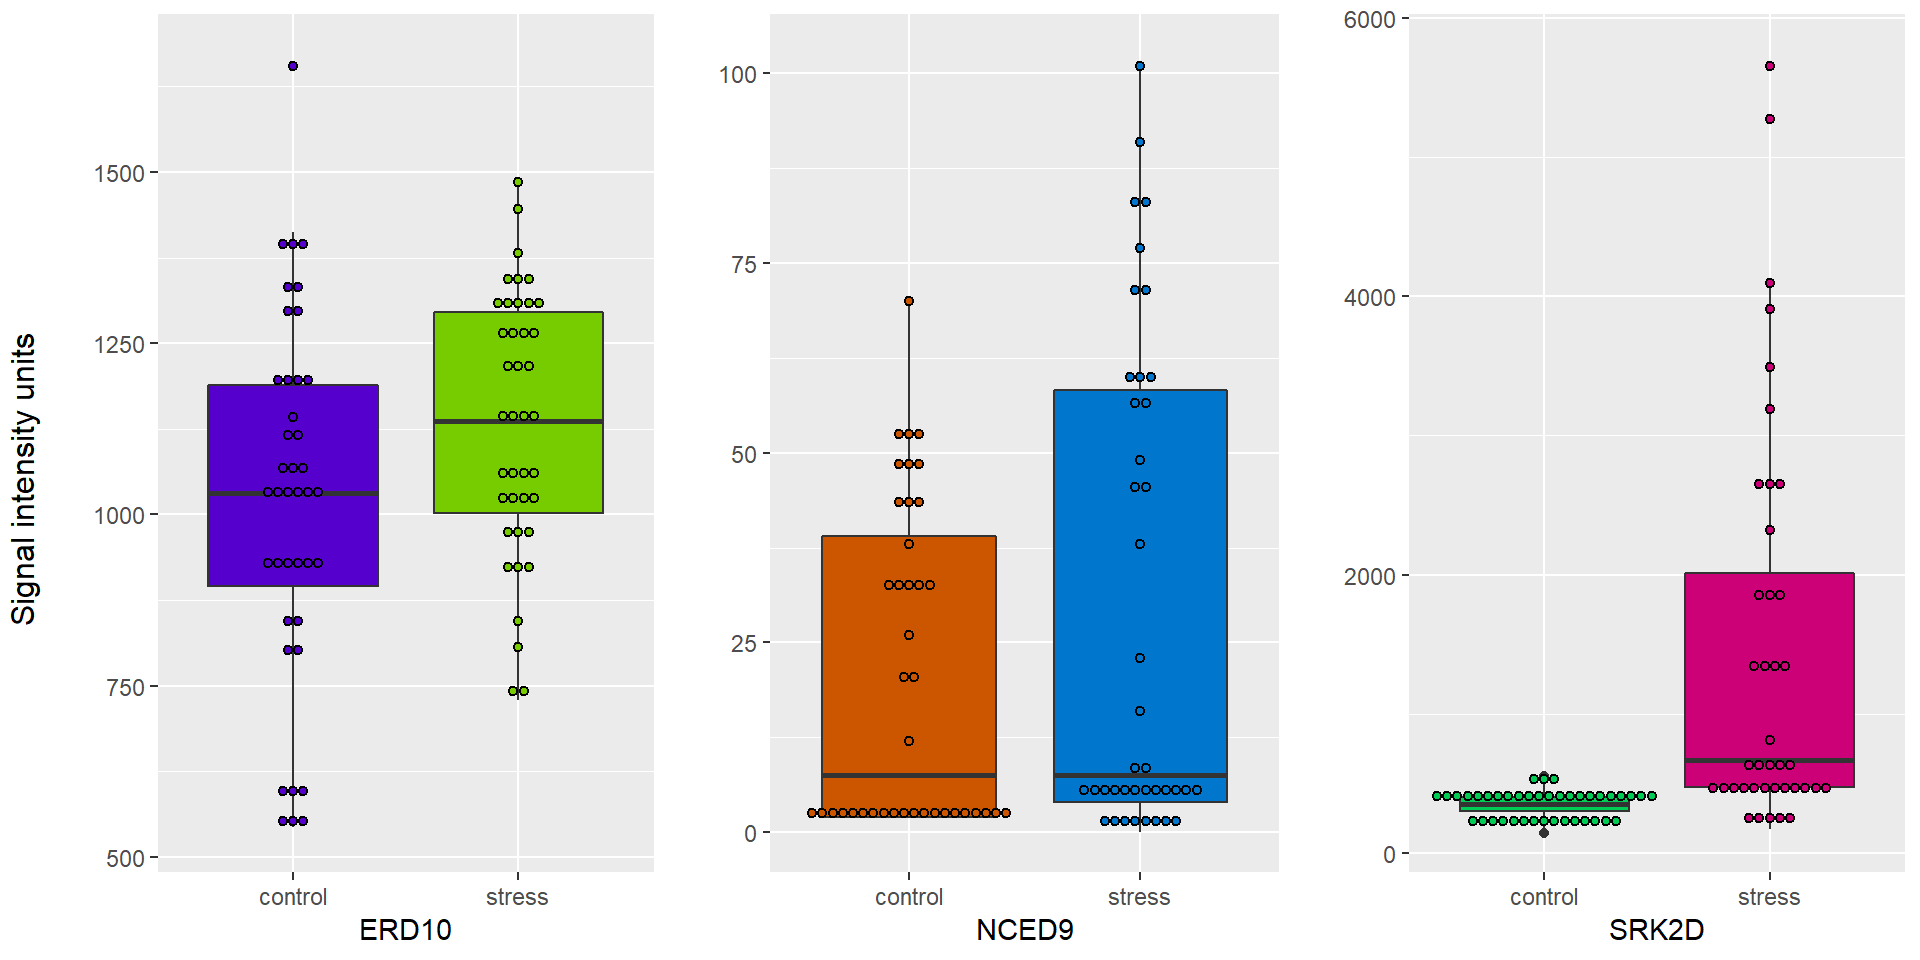 Signal intensity units
1500
1250
1000
750
500
control
stress
ERD10
100
75
50
25
0
control
stress
NCED9
6000
4000
2000
0
control
stress
SRK2D